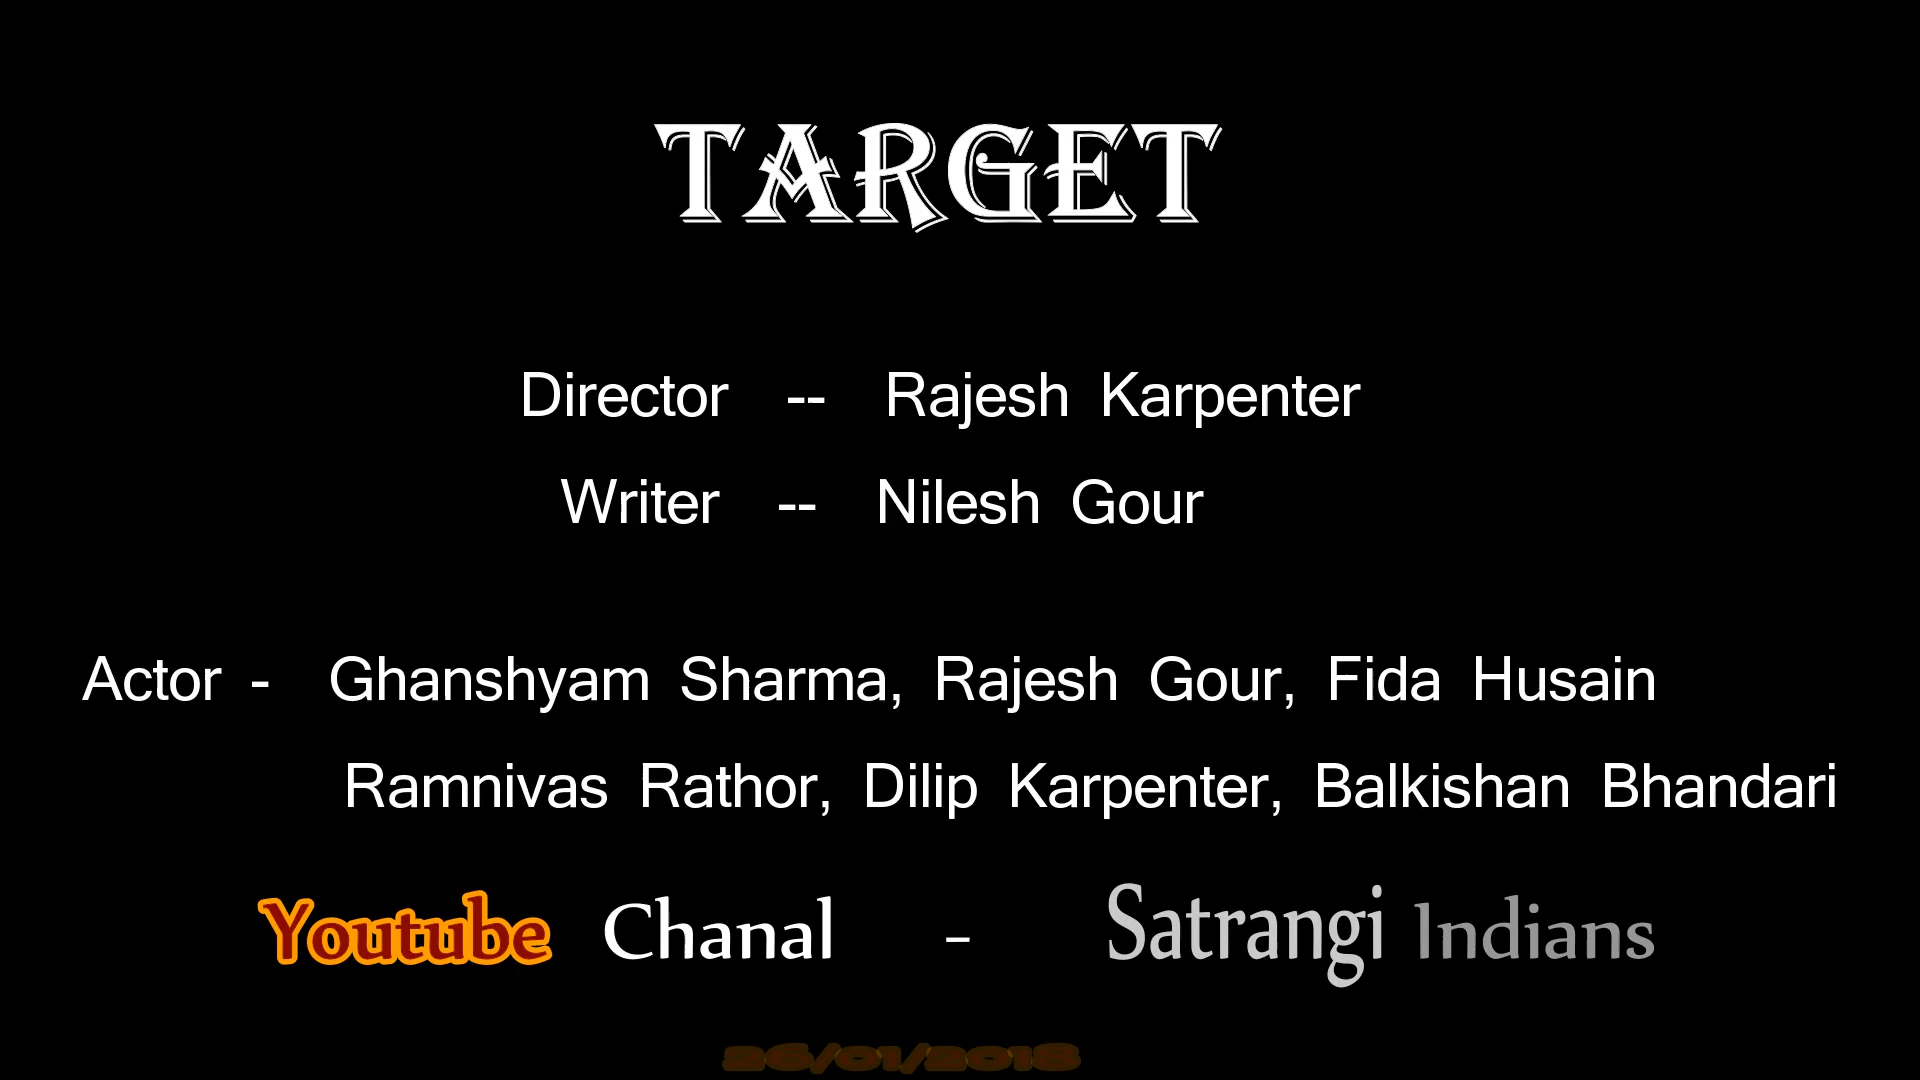 TARGET
Director -- Rajesh Karpenter
Writer -- Nilesh Gour
Actor - Ghanshyam Sharma, Rajesh Gour, Fida Husain
Ramnivas Rathor, Dilip Karpenter, Balkishan Bhandari
Youtube Chanal - Satrangi Indians
26/01/2018